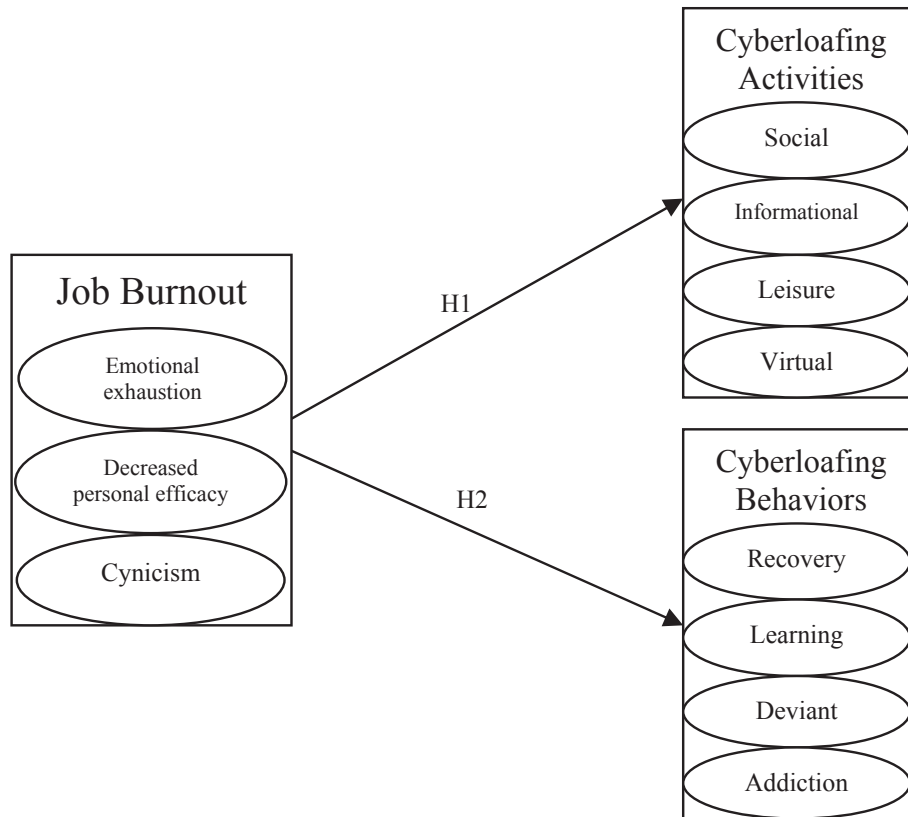 Job Burnout
Emotional
exhaustion
Decreased
personal efficacy
Cynicism
H1
H2
Cyberloafing
Activities
Social
Informational
Leisure
Virtual
Cyberloafing
Behaviors
Recovery
Learning
Deviant
Addiction